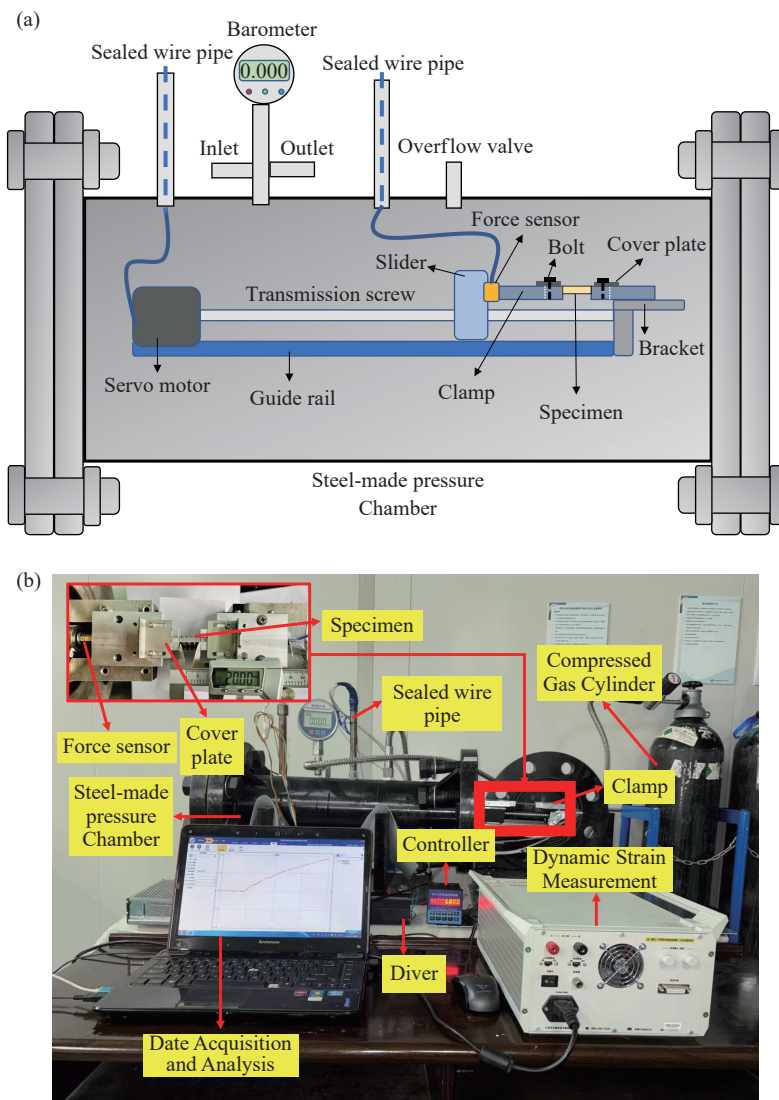 (a)
Barometer
Sealed wire pipe
Sealed wire pipe
0.000
Inlet
Outlet
Overflow valve
Force sensor
Bolt
Cover plate
Slider
Transmission screw
Servo motor
Guide rail
Clamp
Specimen
Bracket
Steel-made pressure
Chamber
(b)
Specimen
Compressed
Gas Cylinder
Sealed wire
pipe
Force sensor
Cover
plate
Steel-made
pressure
Chamber
Clamp
Controller
Dynamic Strain
Measurement
Diver
Date Acquisition
and Analysis